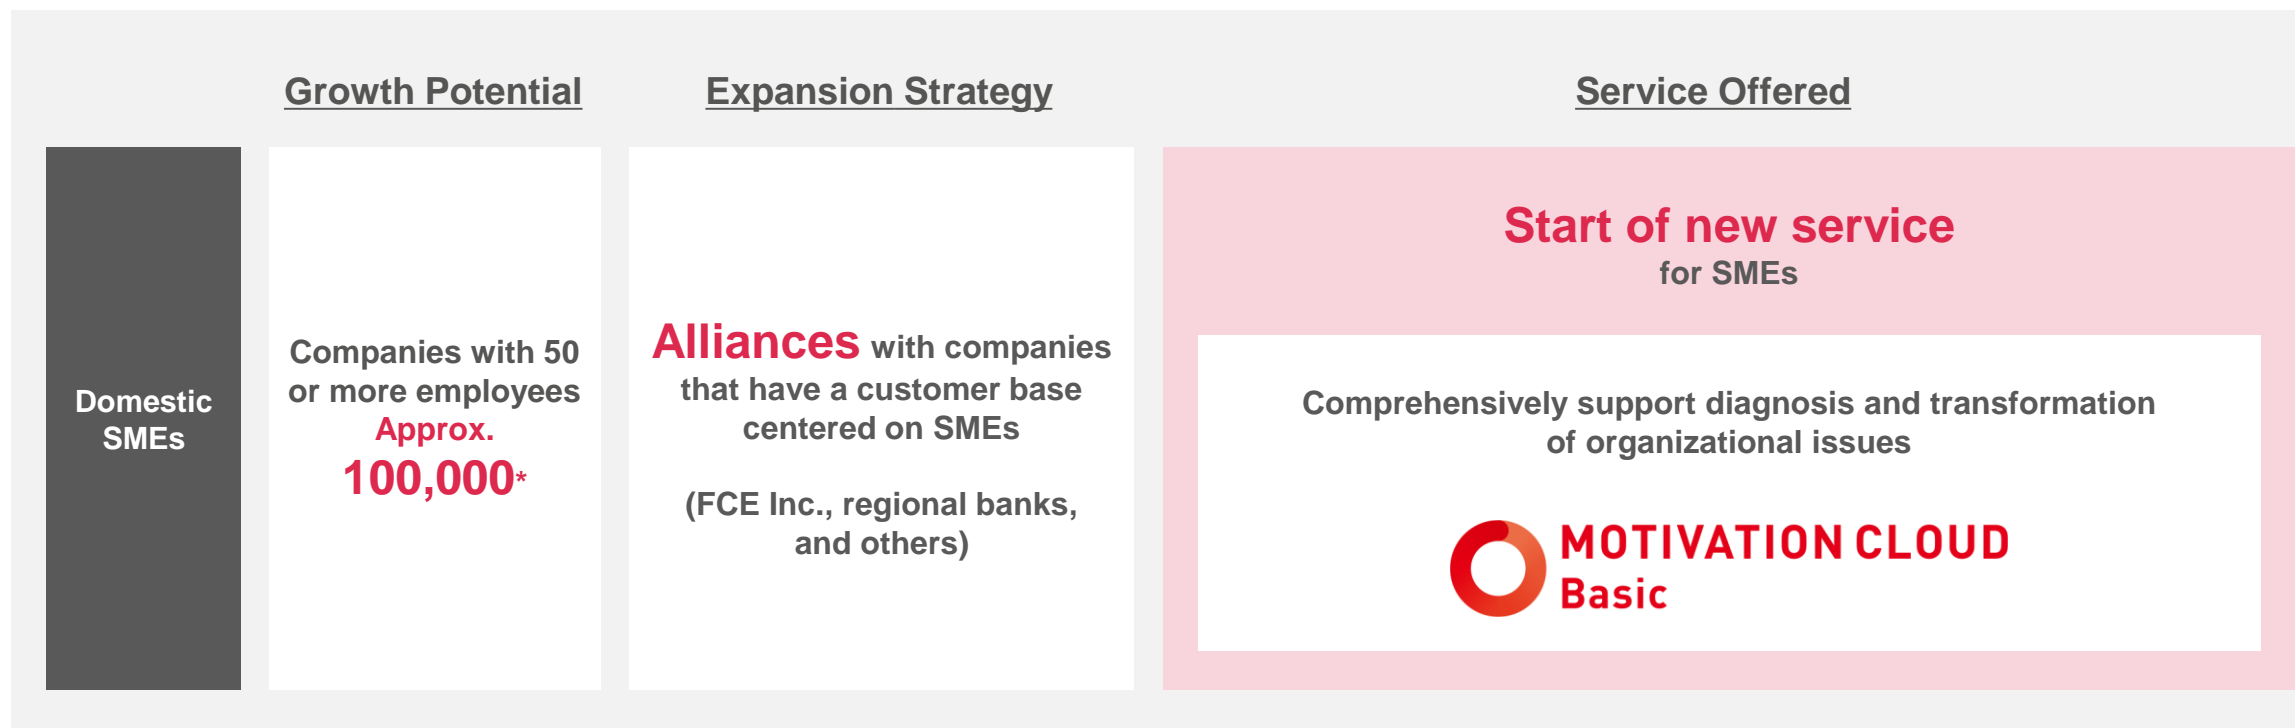 Growth Potential
Expansion Strategy
Service Offered
Domestic
SMEs
Companies with 50
or more employees
Approx.
100,000*
Alliances with companies
that have a customer base
centered on SMEs
(FCE Inc., regional banks,
and others)
Start of new service
for SMEs
Comprehensively support diagnosis and transformation
of organizational issues
MOTIVATION CLOUD
Basic